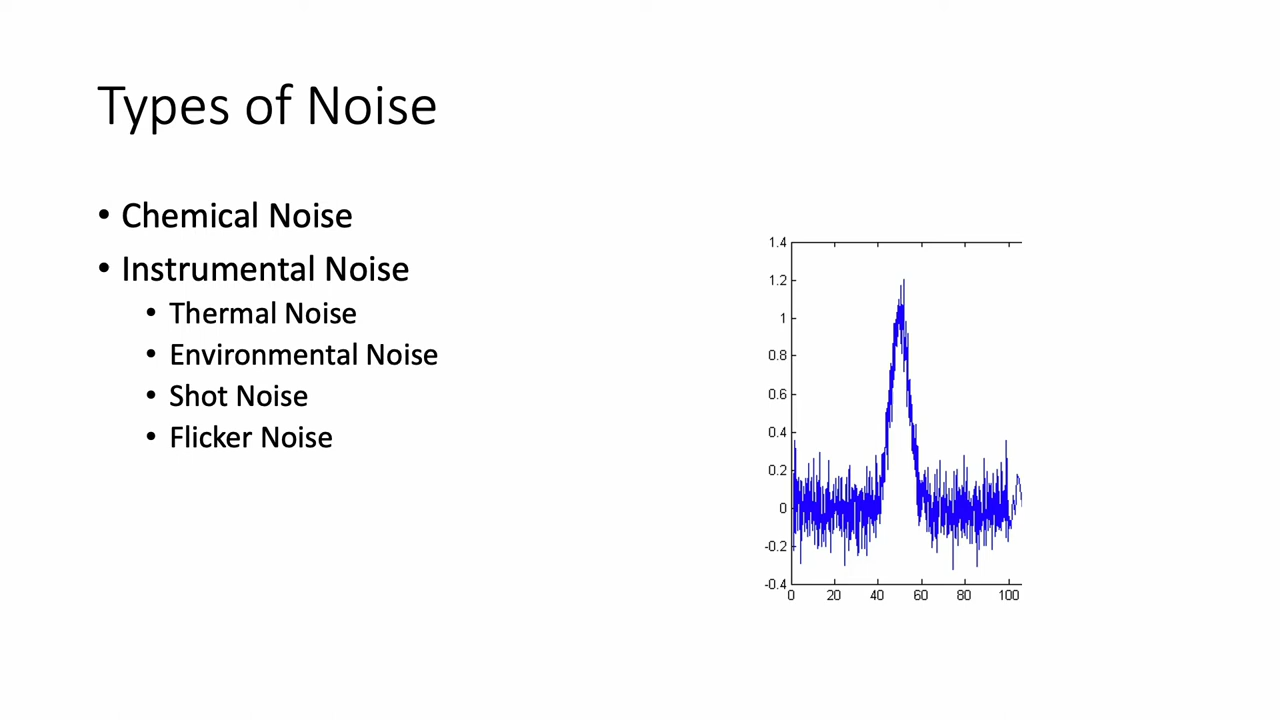 Types of Noise
• Chemical Noise
• Instrumental Noise
• Thermal Noise
• Environmental Noise
• Shot Noise
• Flicker Noise
1.4
1.2
1
0.8
0.6
0.4
0.2
0
-0.2
-0.4
0 20 40 60 80 100